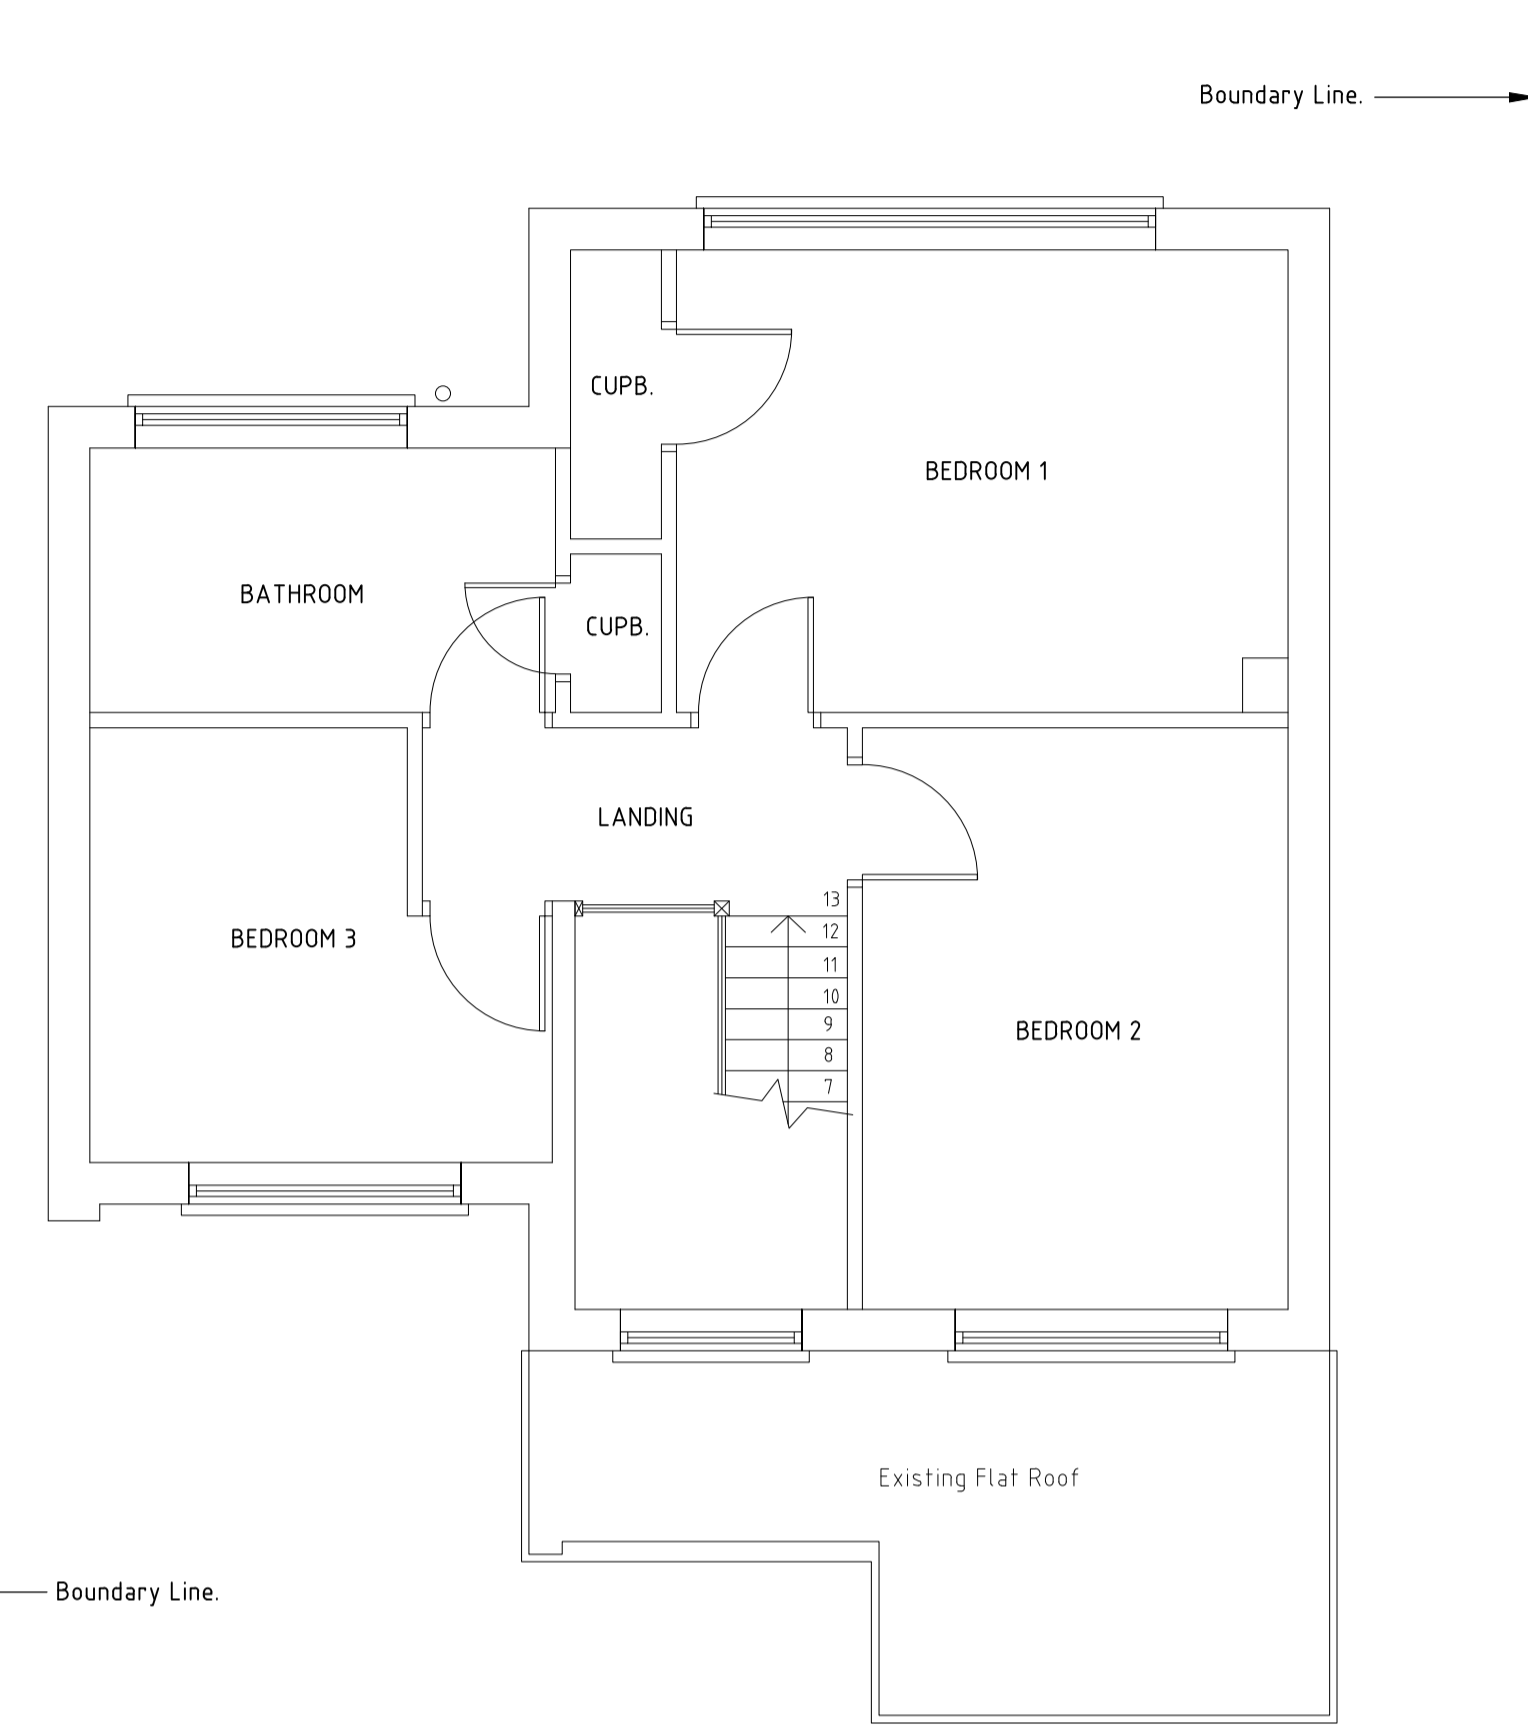 Boundary Line.
CUPB.
BEDROOM 1
BATHROOM
CUPB.
LANDING
13
12
11
10
9
8
7
BEDROOM 3
BEDROOM 2
Existing Flat Roof
Boundary Line.